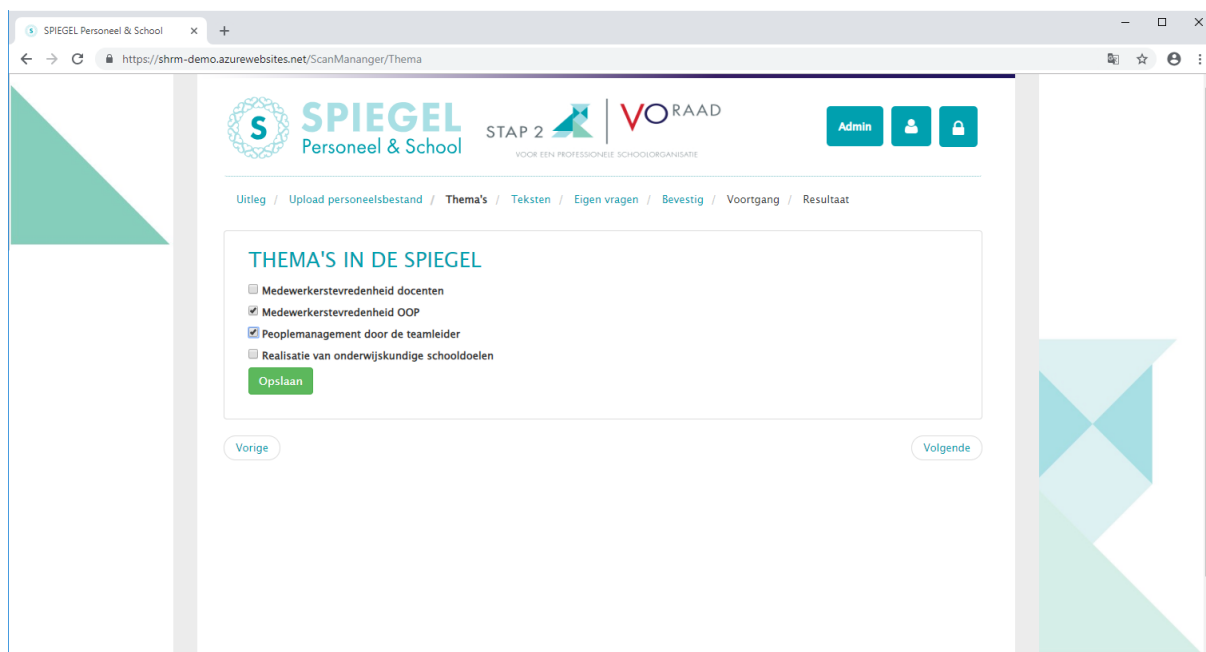 SPIEGEL Personeel & School
https://shrm-demo.azurewebsites.net/ScanMananger/Thema
S
SPIEGEL
Personeel & School
STAP 2
VOOR EEN PROFESSIONELE SCHOOLORGANISATIE
VORAAD
Admin
Uitleg / Upload personeelsbestand / Thema's / Teksten / Eigen vragen / Bevestig / Voortgang / Resultaat
THEMA'S IN DE SPIEGEL
Medewerkerstevredenheid docenten
Medewerkerstevredenheid OOP
Peoplemanagement door de teamleider
Realisatie van onderwijskundige schooldoelen
Opslaan
Vorige
Volgende